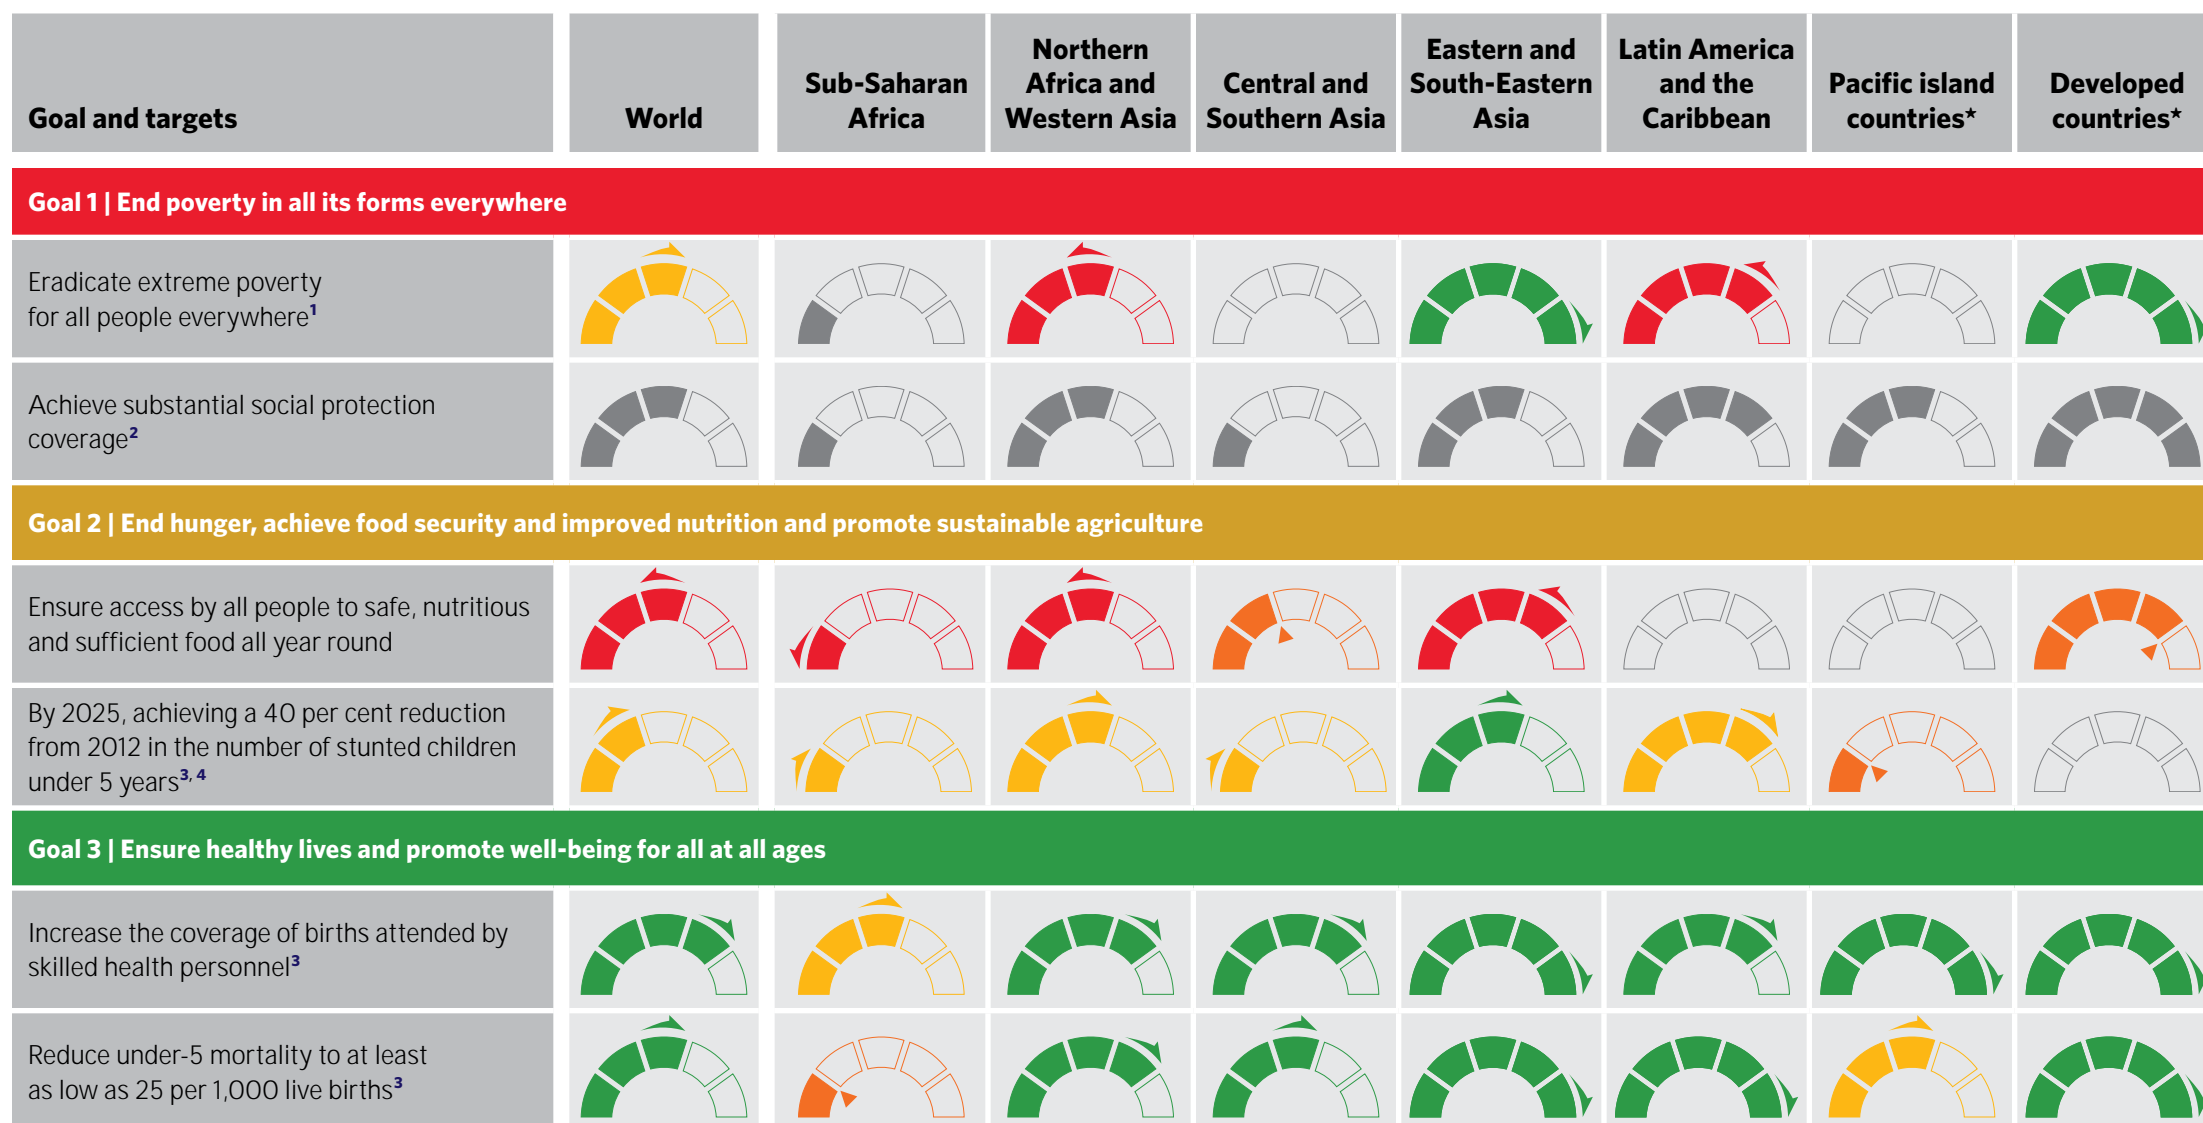 Goal and targets
World
Sub-Saharan
Africa
Northern
Africa and
Western Asia
Central and
Southern Asia
Eastern and
South-Eastern
Asia
Latin America
and the
Caribbean
Pacific island
countries★
Developed
countries★
Goal 1 | End poverty in all its forms everywhere
Eradicate extreme poverty
for all people everywhere1
Achieve substantial social protection
coverage2
Goal 2 | End hunger, achieve food security and improved nutrition and promote sustainable agriculture
Ensure access by all people to safe, nutritious
and sufficient food all year round
By 2025, achieving a 40 per cent reduction
from 2012 in the number of stunted children
under 5 years3, 4
Goal 3 | Ensure healthy lives and promote well-being for all at all ages
Increase the coverage of births attended by
skilled health personnel3
Reduce under-5 mortality to at least
as low as 25 per 1,000 live births3